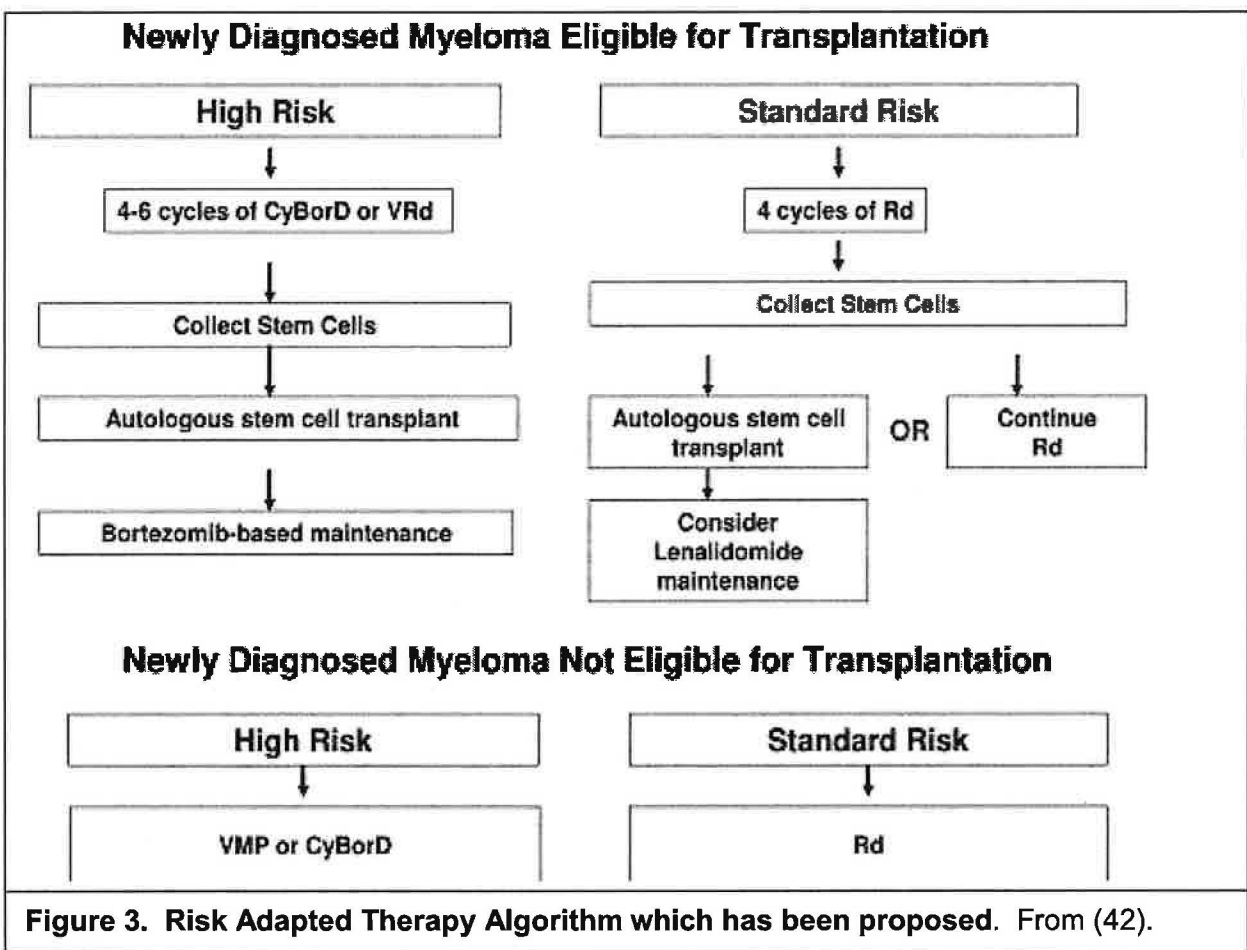 Newly Diagnosed Myeloma Eligible for Transplantation
High Risk
4-6 cycles of CyBorD or VRd
Collect Stem Cells
Autologous stem cell transplant
Bortezomib-based maintenance
Standard Risk
4 cycles of Rd
Collect Stem Cells
Autologous stem cell
transplant
OR
Continue
Rd
Consider
Lenalidomide
maintenance
Newly Diagnosed Myeloma Not Eligible for Transplantation
High Risk
VMP or CyBorD
Standard Risk
Rd
Figure 3. Risk Adapted Therapy Algorithm which has been proposed. From (42).